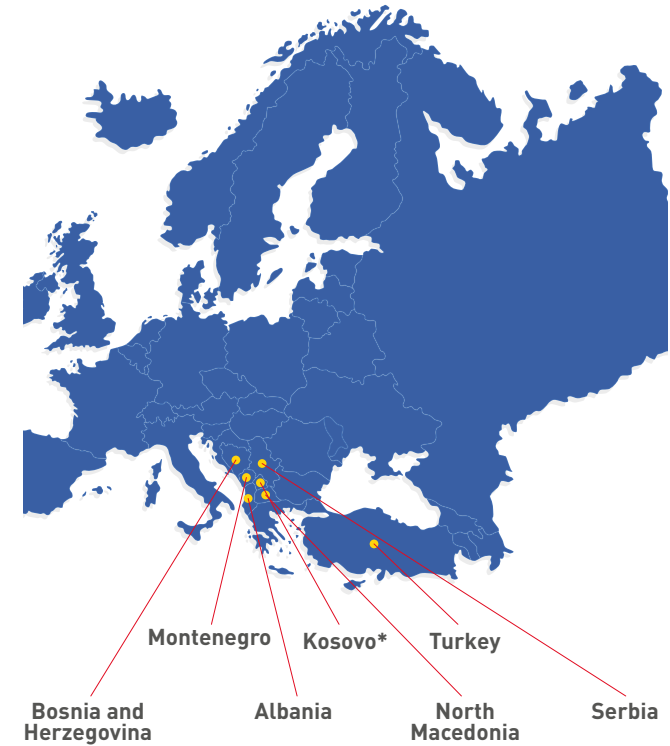 Montenegro
Kosovo*
Turkey
Bosnia and
Herzegovina
Albania
North
Macedonia
Serbia